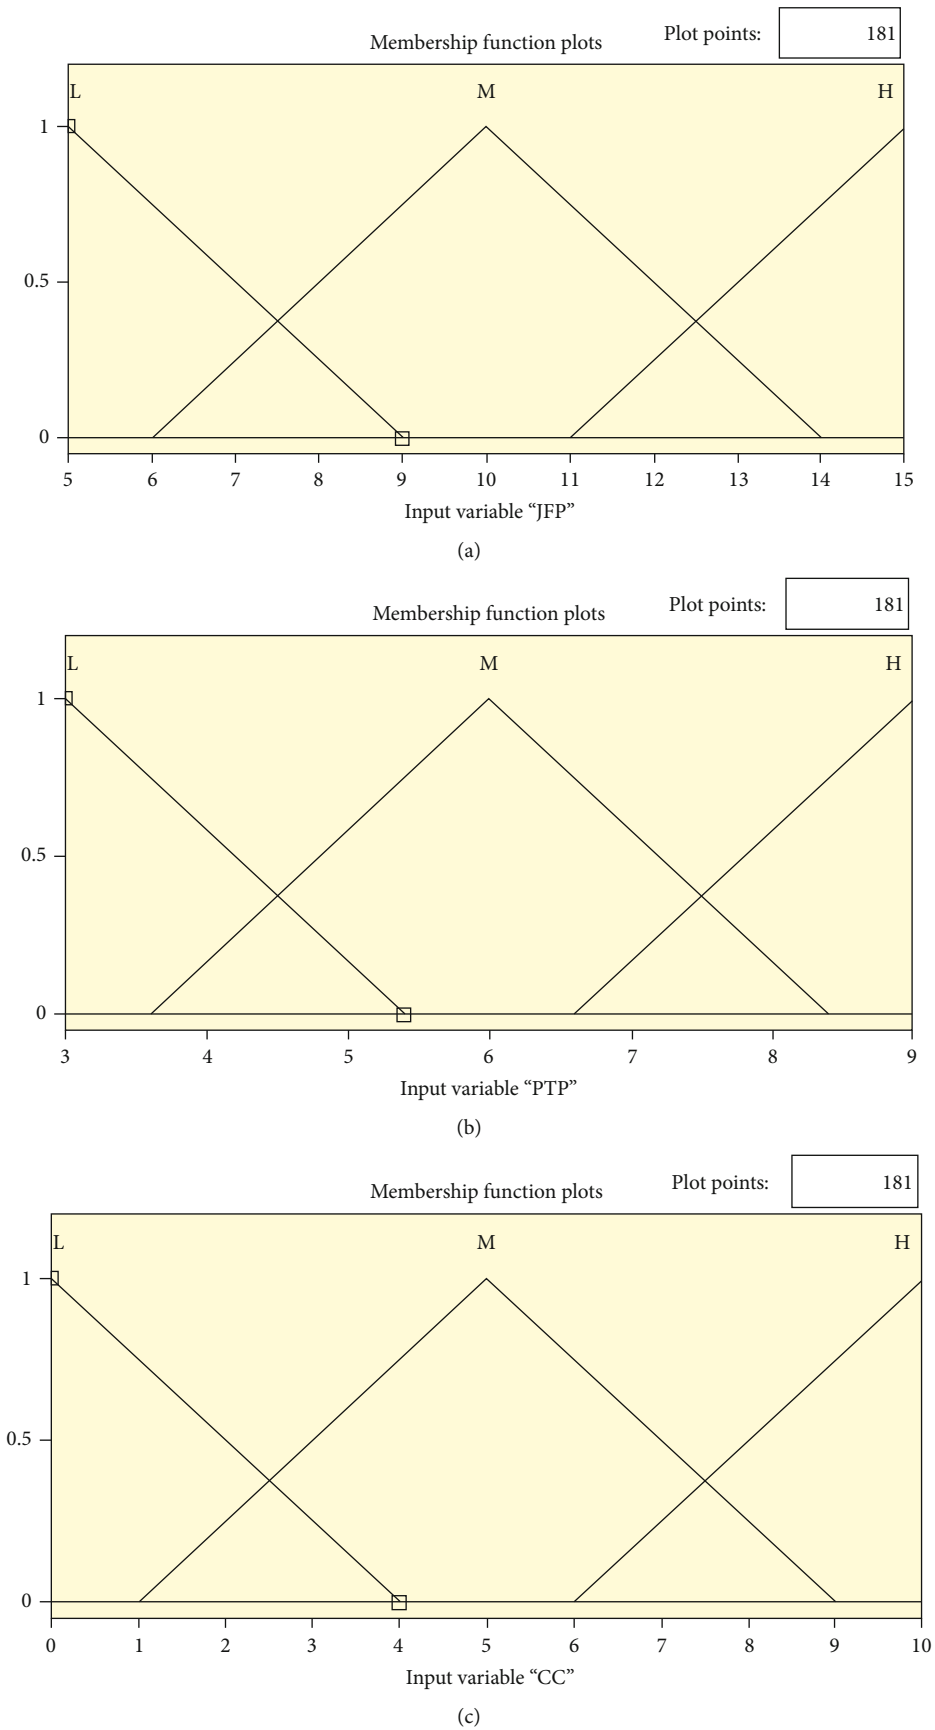 Membership function plots Plot points: 181
L M H
1
0.5
0
5 6 7 8 9 10 11 12 13 14 15
Input variable “JFP”
(a)
Membership function plots Plot points: 181
L M H
1
0.5
0
3 4 5 6 7 8 9
Input variable “PTP”
(b)
Membership function plots Plot points: 181
L M H
1
0.5
0
0 1 2 3 4 5 6 7 8 9 10
Input variable “CC”
(c)